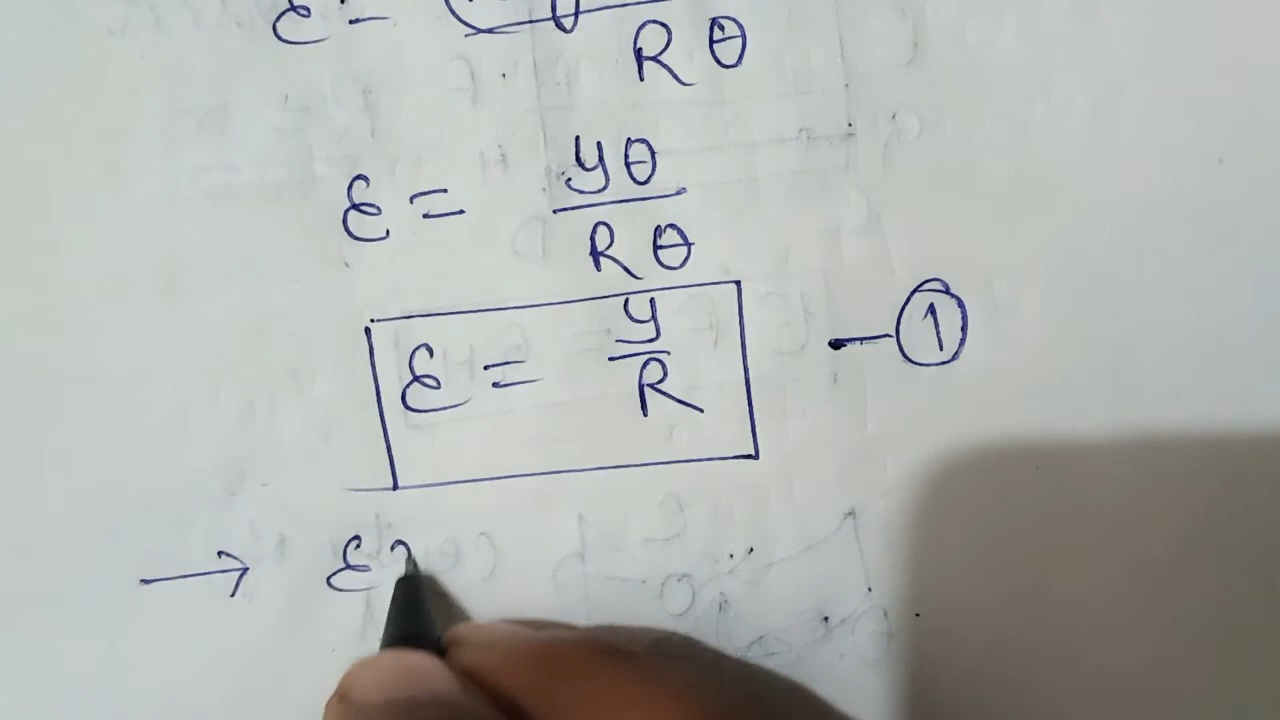 ε = Rθ
ε = yθ / Rθ
ε = y / R — ①
→ ε